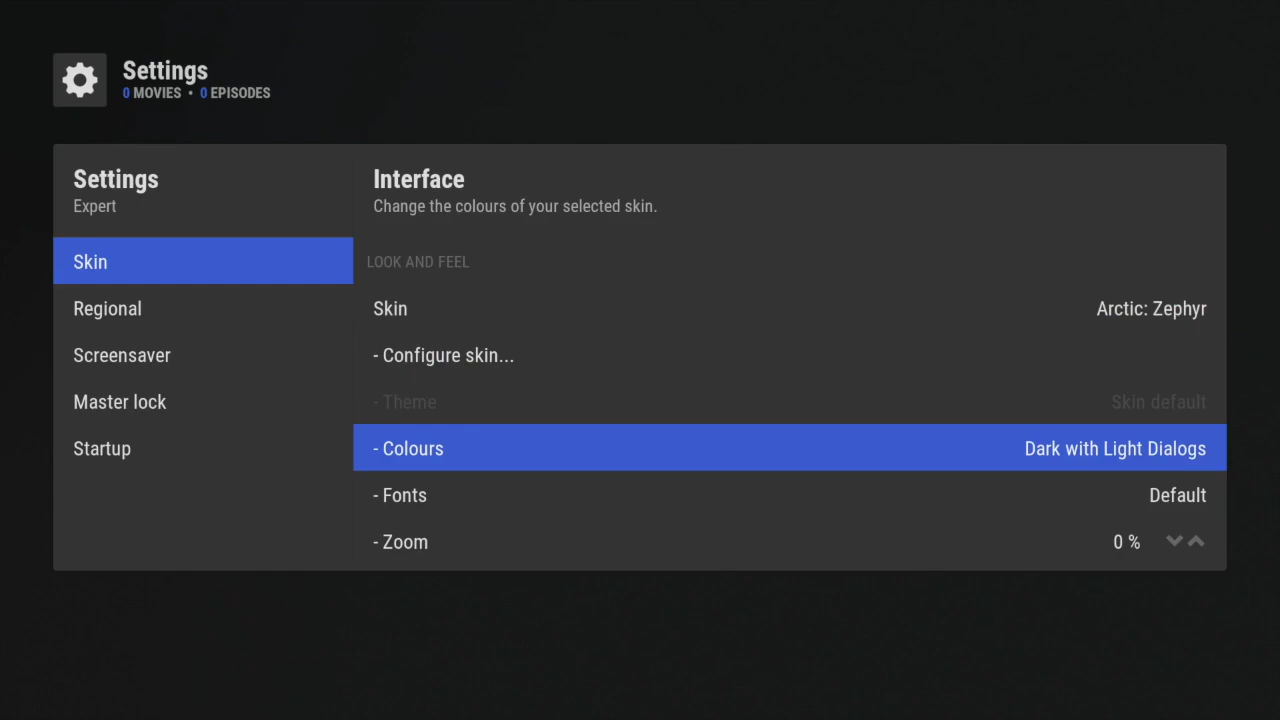 Settings
0 MOVIES • 0 EPISODES
Settings
Expert
Skin
Regional
Screensaver
Master lock
Startup
Interface
Change the colours of your selected skin.
LOOK AND FEEL
Skin Arctic: Zephyr
- Configure skin...
- Theme Skin default
- Colours Dark with Light Dialogs
- Fonts Default
- Zoom 0 %